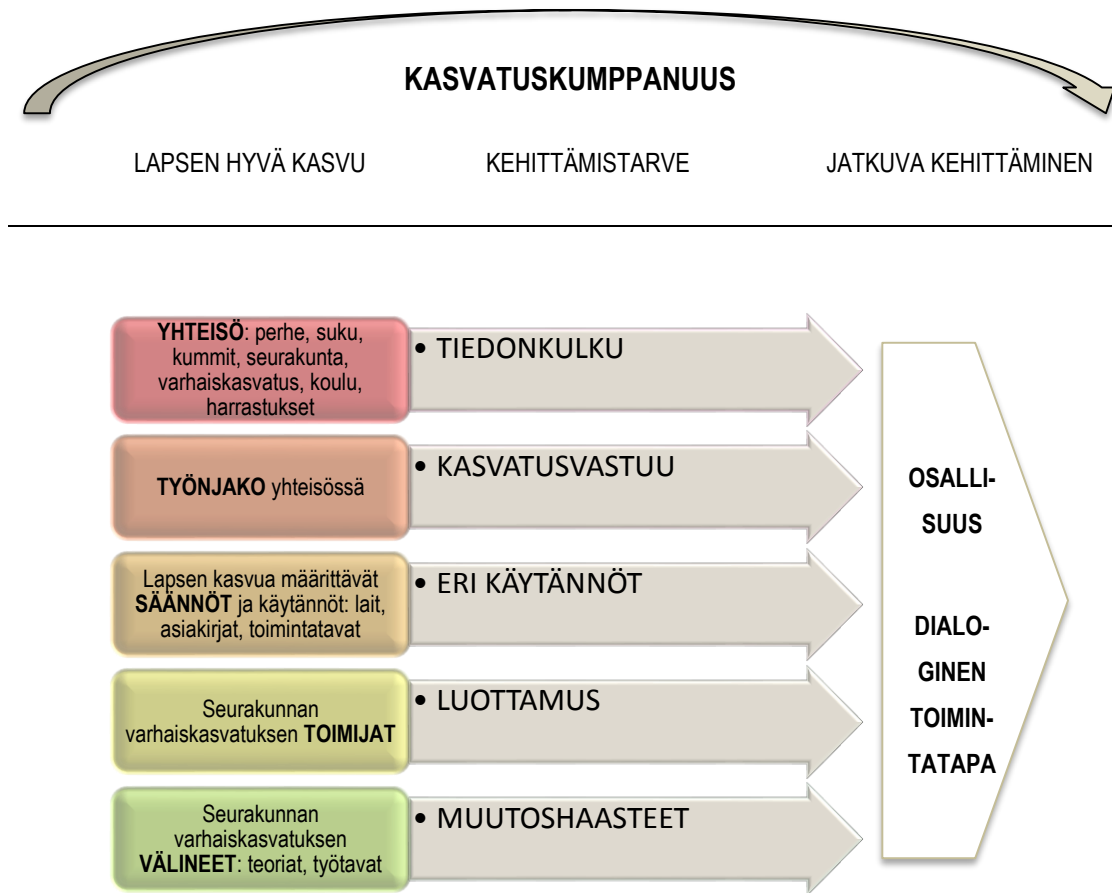 KASVATUSKUMPPANUUS
LAPSEN HYVÄ KASVU
KEHITTÄMISTARVE
JATKUVA KEHITTÄMINEN
YHTEISÖ: perhe, suku,
kummit, seurakunta,
varhaiskasvatus, koulu,
harrastukset
• TIEDONKULKU
TYÖNJAKO yhteisössä
• KASVATUSVASTUU
Lapsen kasvua määrittävät
SÄÄNNÖT ja käytännöt: lait,
asiakirjat, toimintatavat
• ERI KÄYTÄNNÖT
Seurakunnan
varhaiskasvatuksen TOIMIJAT
• LUOTTAMUS
Seurakunnan
varhaiskasvatuksen
VÄLINEET: teoriat, työtavat
• MUUTOSHAASTEET
OSALLI-
SUUS
DIALO-
GINEN
TOIMIN-
TATAPA